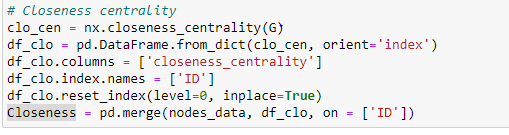 # Closeness centrality
clo_cen = nx.closeness_centrality(G)
df_clo = pd.DataFrame.from_dict(clo_cen, orient='index')
df_clo.columns = ['closeness_centrality']
df_clo.index.names = ['ID']
df_clo.reset_index(level=0, inplace=True)
Closeness = pd.merge(nodes_data, df_clo, on = ['ID'])